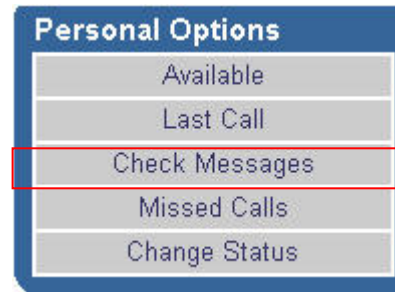 Personal Options
Available
Last Call
Check Messages
Missed Calls
Change Status